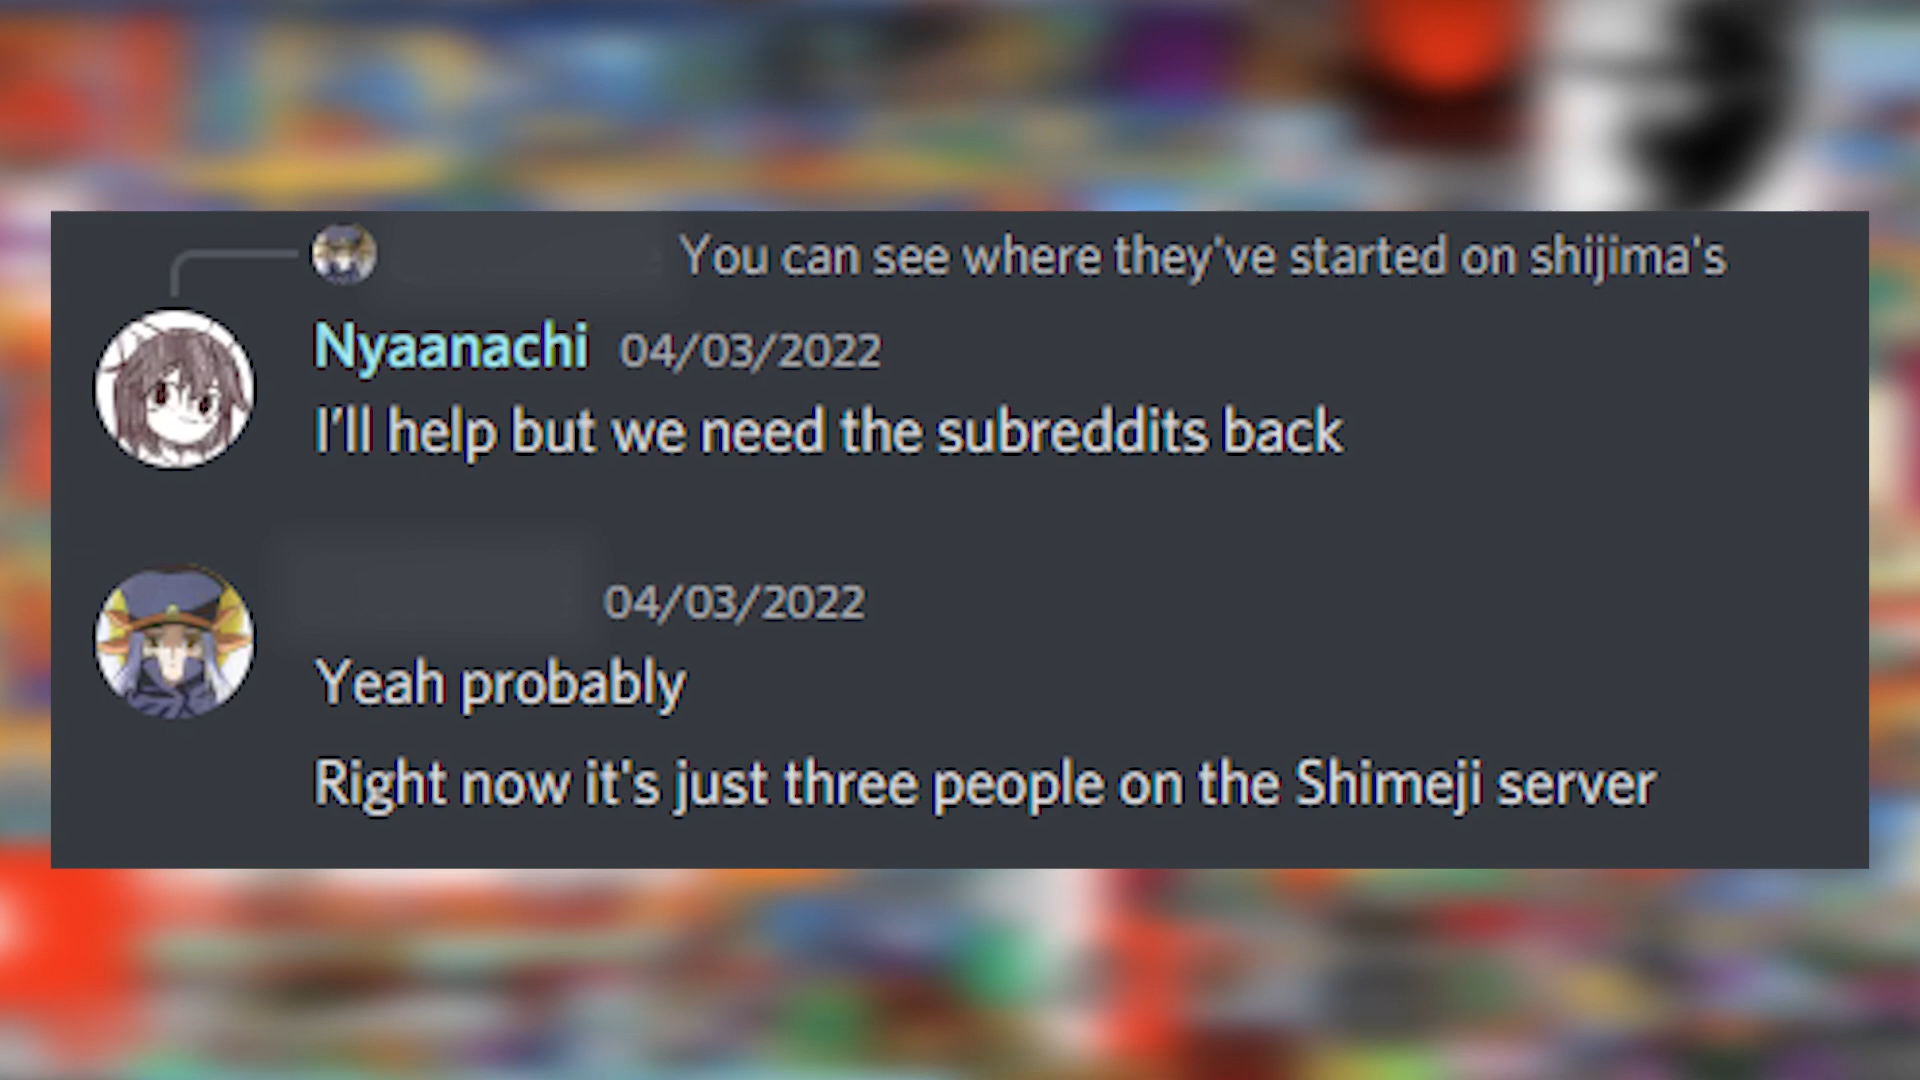 You can see where they've started on shijima's
Nyaanachi 04/03/2022
I'll help but we need the subreddits back
04/03/2022
Yeah probably
Right now it's just three people on the Shimeji server